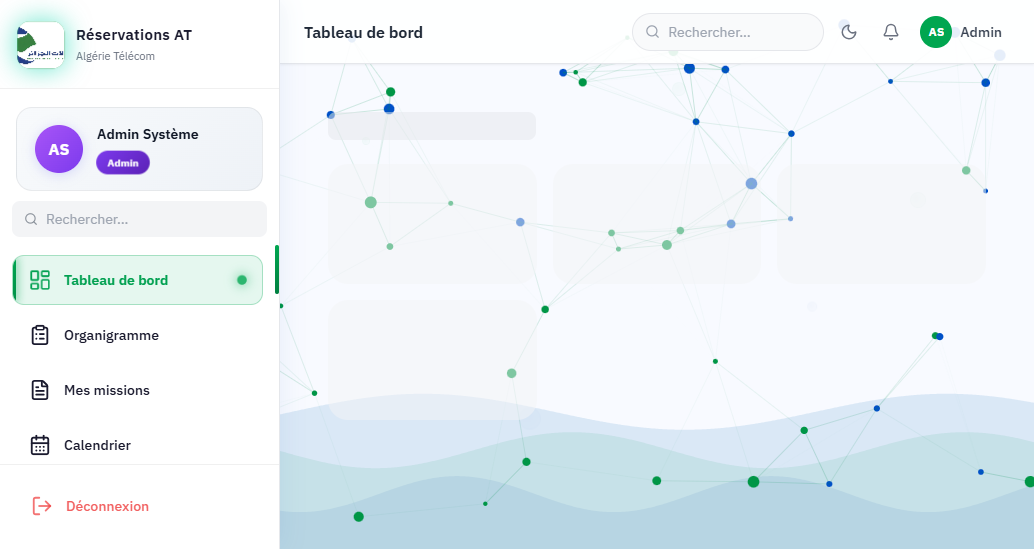 Réservations AT
Algérie Télécom
AS
Admin Système
Admin
Rechercher...
Tableau de bord
Organigramme
Mes missions
Calendrier
Déconnexion
Tableau de bord
Rechercher...
AS
Admin